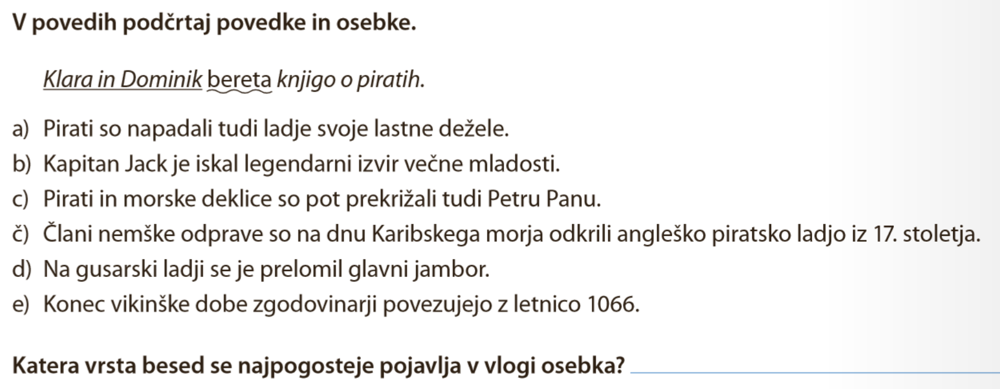 V povedih podčrtaj povedke in osebke.
Klara in Dominik bereta knjigo o piratih.
a) Pirati so napadali tudi ladje svoje lastne dežele.
b) Kapitan Jack je iskal legendarni izvir večne mladosti.
c) Pirati in morske deklice so pot prekrižali tudi Petru Panu.
č) Člani nemške odprave so na dnu Karibskega morja odkrili angleško piratsko ladjo iz 17. stoletja.
d) Na gusarski ladji se je prelomil glavni jambor.
e) Konec vikinške dobe zgodovinarji povezujejo z letnico 1066.
Katera vrsta besed se najpogosteje pojavlja v vlogi osebka?